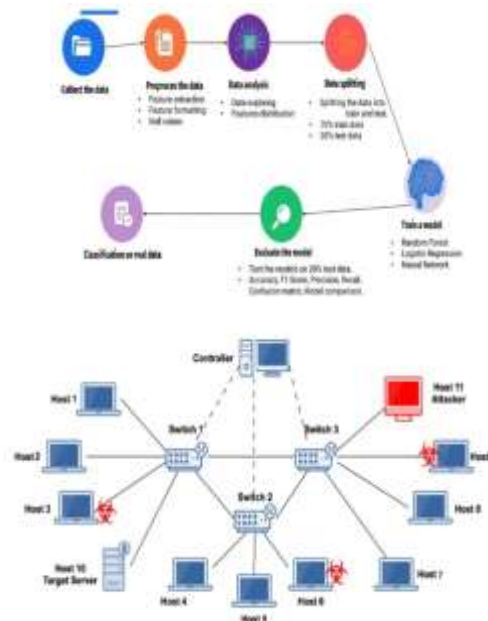 Collect the data
Preprocess the data
• Feature extraction
• Feature formatting
• Null values
Data analysis
• Data exploring
• Features distribution
Data splitting
• Splitting the data into
train and test.
• train data
• test data
Train a model
• Random Forest
• Logistic Regression
• Neural Network
Evaluate the model
• the models on test data.
• Accuracy, F1 Score, Precision, Recall,
Confusion matrix, Model comparison.
Classification on real data
Controller
Host 1
Host 11
Attacker
Switch 1
Switch 3
Host 2
Host
Switch 2
Host 3
Host 8
Host 10
Target Server
Host 4
Host 6
Host 7